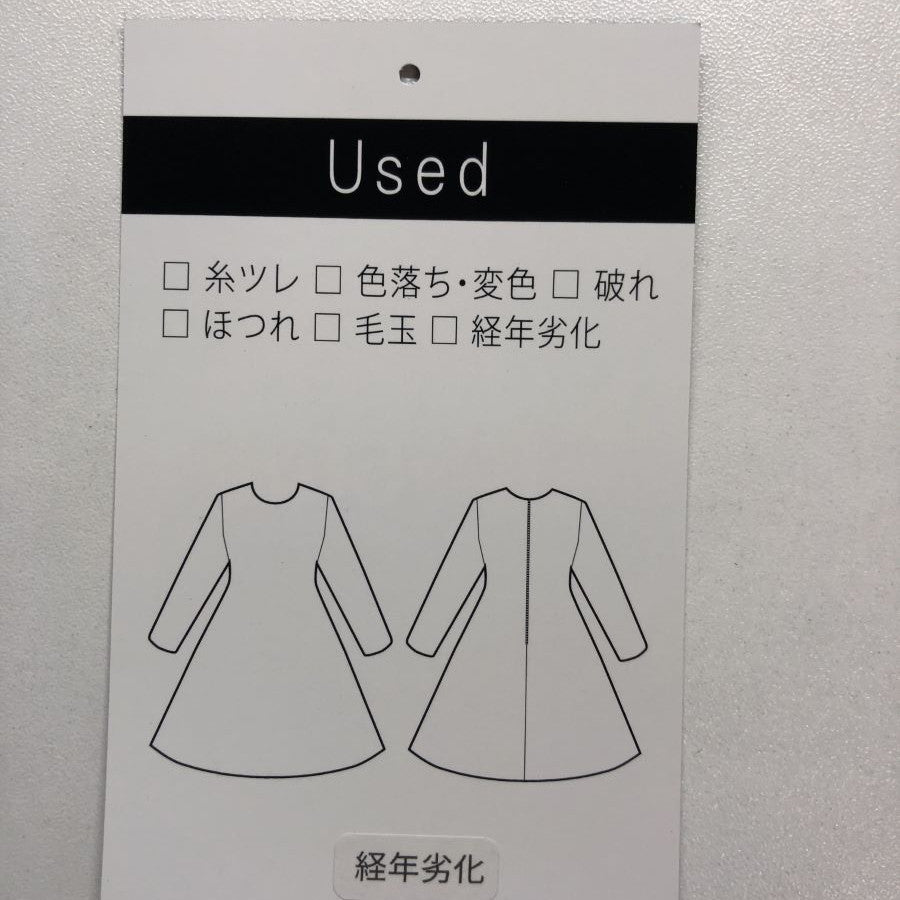 Used
□ 糸ツレ □ 色落ち・変色 □ 破れ
□ ほつれ □ 毛玉 □ 経年劣化
経年劣化